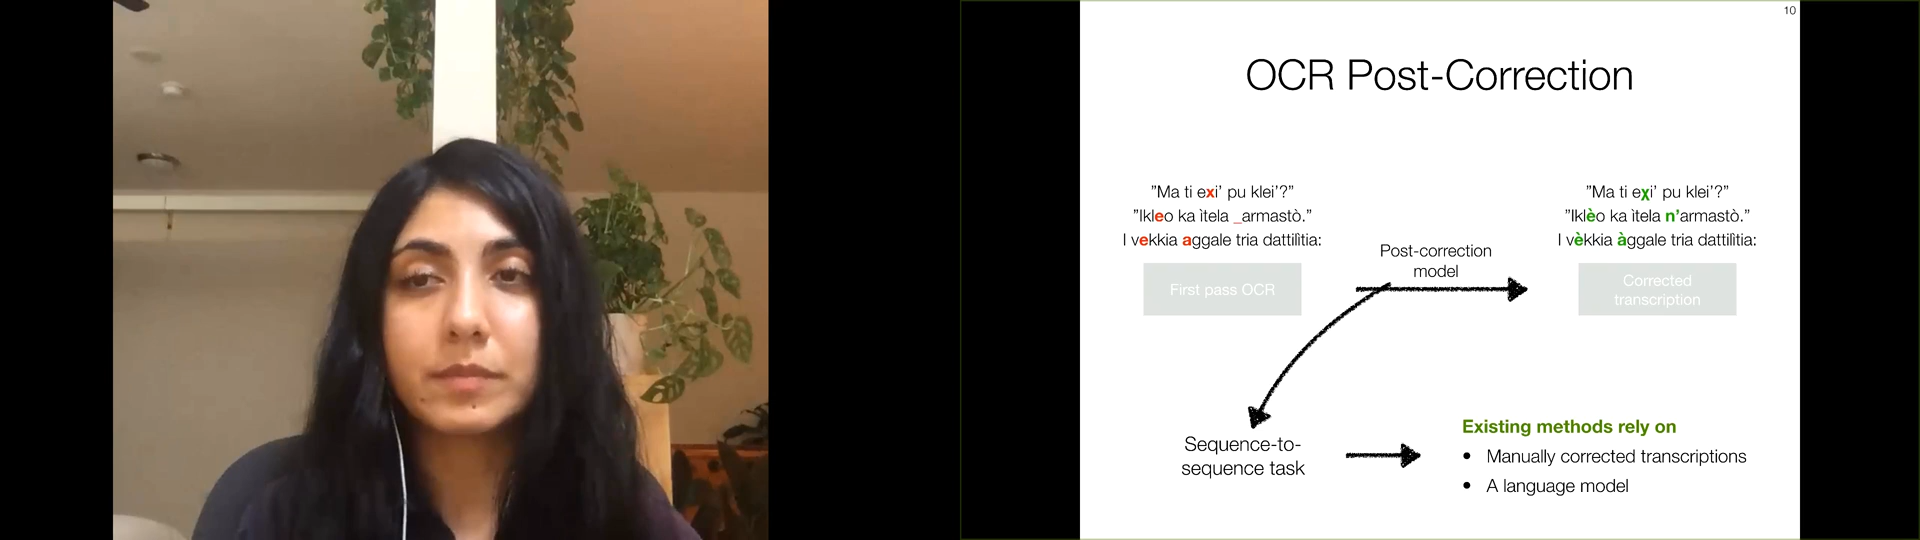 10
OCR Post-Correction
”Ma ti exi’ pu klei’?”
”Ikleo ka ìtela _armastò.”
I vekkia aggale tria dattilìtia:
First pass OCR
Post-correction
model
”Ma ti eχi’ pu klei’?”
”Iklèo ka ìtela n’armastò.”
I vèkkia àggale tria dattilìtia:
Corrected
transcription
Sequence-to-
sequence task
Existing methods rely on
• Manually corrected transcriptions
• A language model